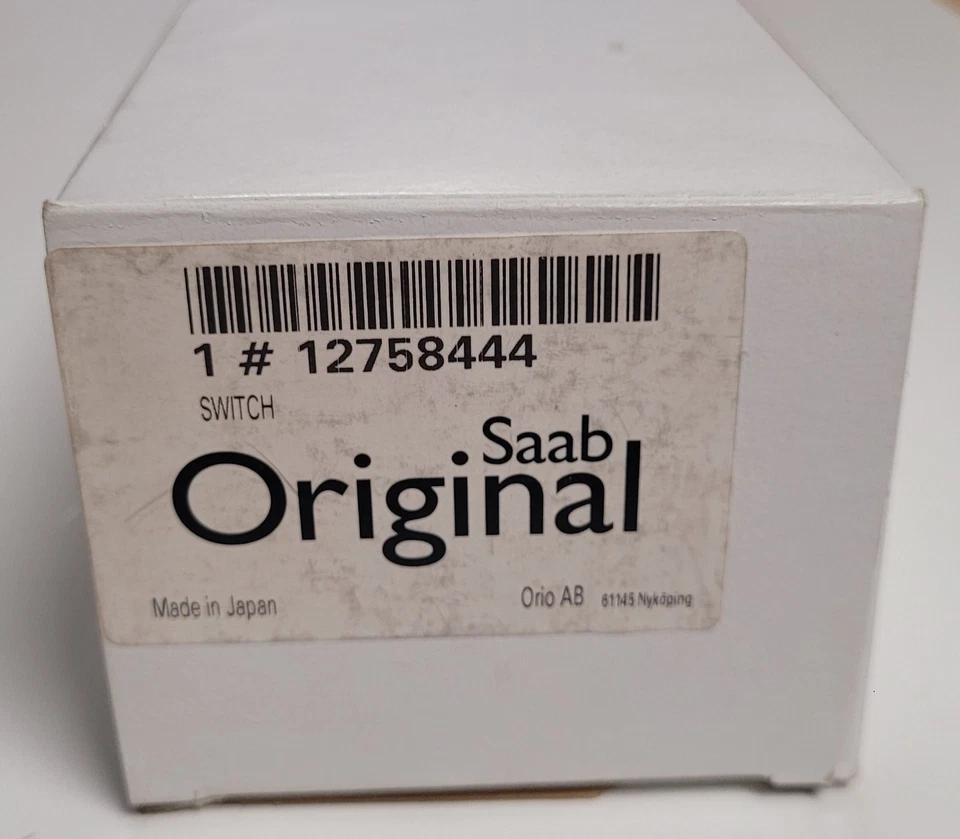 1 # 12758444
SWITCH
Saab
Original
Made in Japan
Orio AB 61145 Nyköping